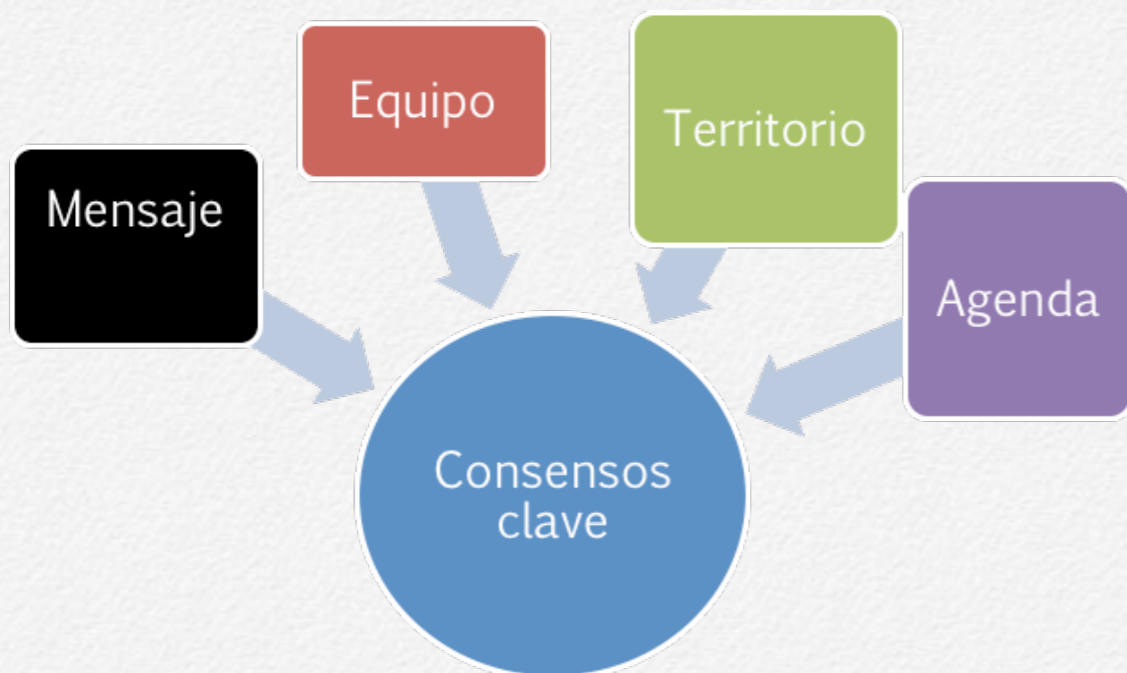 Mensaje
Equipo
Territorio
Agenda
Consensos
clave